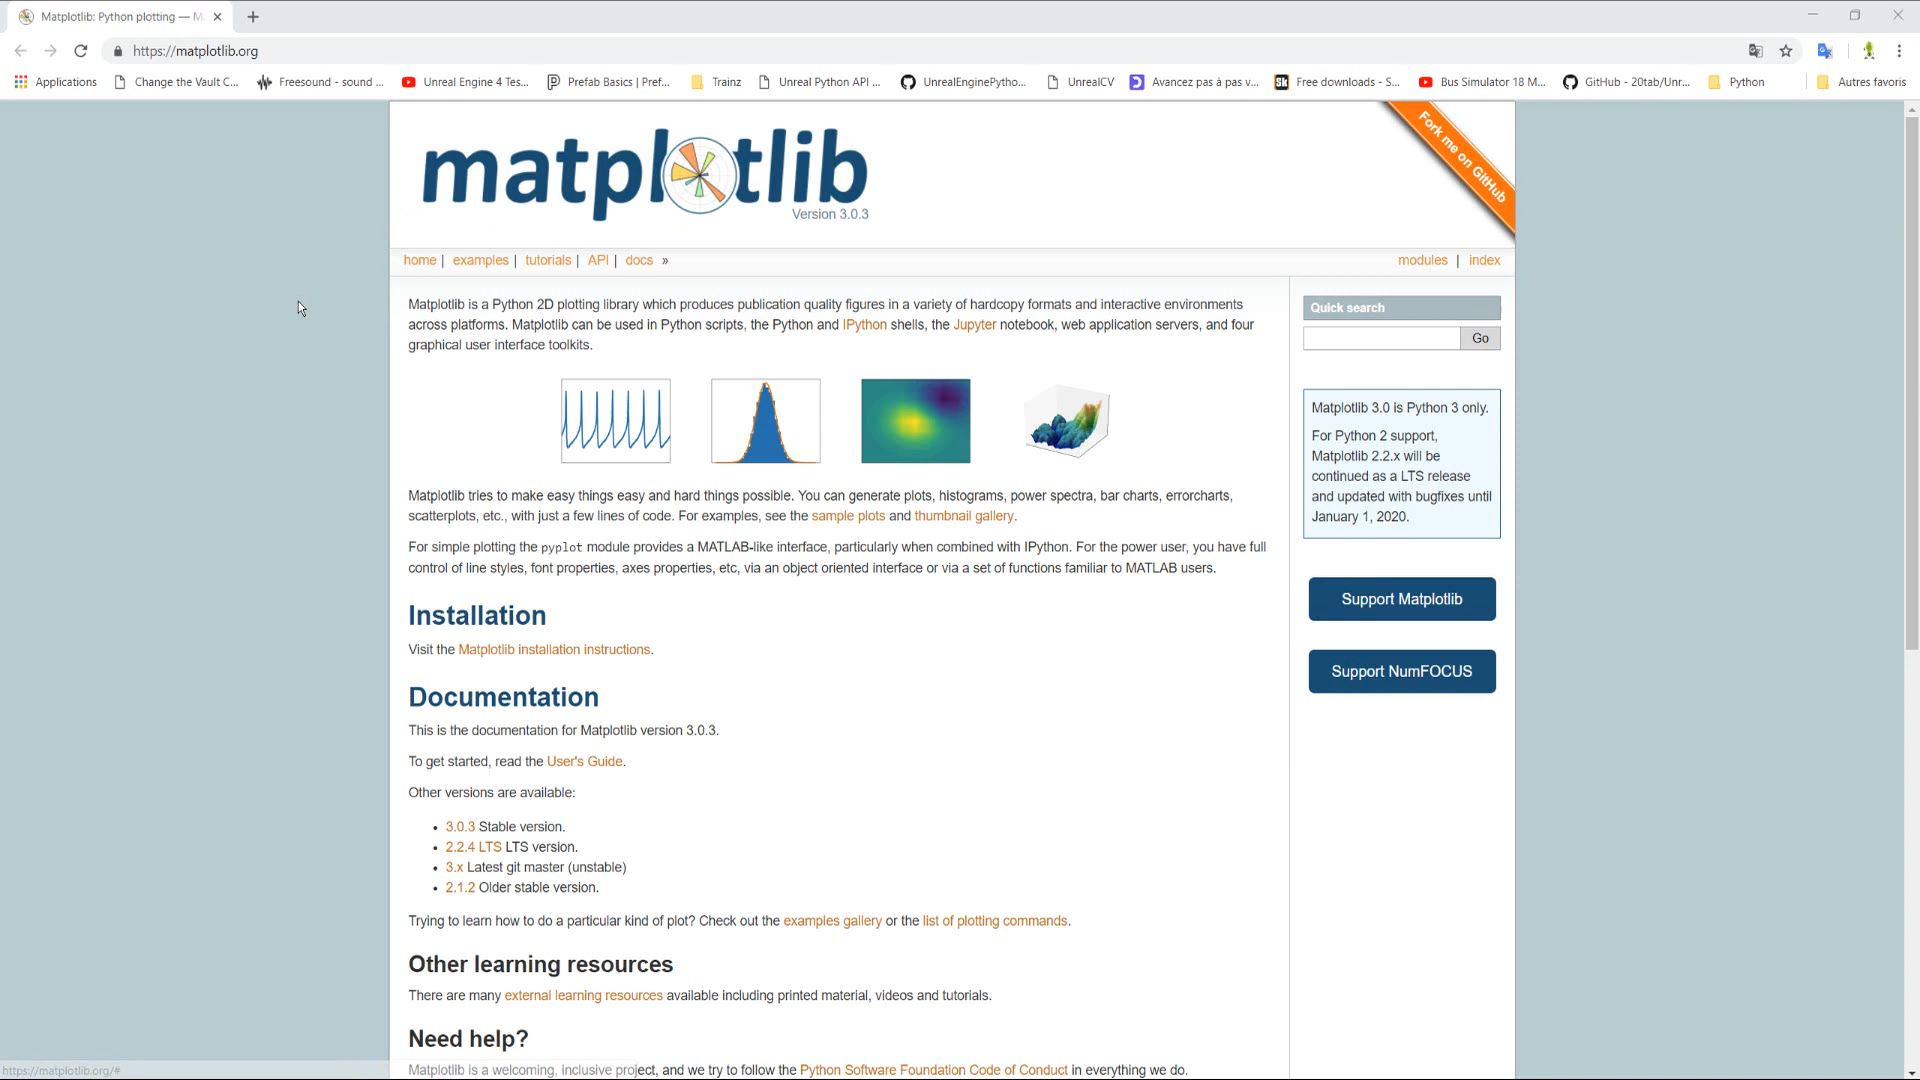 Matplotlib: Python plotting — M
https://matplotlib.org
Applications
Change the Vault C...
Freesound - sound ...
Unreal Engine 4 Tes...
Prefab Basics | Pref...
Trainz
Unreal Python API ...
UnrealEnginePytho...
UnrealCV
Avancez pas à pas v...
Free downloads - S...
Bus Simulator 18 M...
GitHub - 20tab/Unr...
Python
Autres favoris
matplotlib
Version 3.0.3
Fork me on GitHub
home | examples | tutorials | API | docs »
modules | index
Matplotlib is a Python 2D plotting library which produces publication quality figures in a variety of hardcopy formats and interactive environments
across platforms. Matplotlib can be used in Python scripts, the Python and IPython shells, the Jupyter notebook, web application servers, and four
graphical user interface toolkits.
Matplotlib tries to make easy things easy and hard things possible. You can generate plots, histograms, power spectra, bar charts, errorcharts,
scatterplots, etc., with just a few lines of code. For examples, see the sample plots and thumbnail gallery.
For simple plotting the pyplot module provides a MATLAB-like interface, particularly when combined with IPython. For the power user, you have full
control of line styles, font properties, axes properties, etc, via an object oriented interface or via a set of functions familiar to MATLAB users.
Installation
Visit the Matplotlib installation instructions.
Documentation
This is the documentation for Matplotlib version 3.0.3.
To get started, read the User's Guide.
Other versions are available:
• 3.0.3 Stable version.
• 2.2.4 LTS LTS version.
• 3.x Latest git master (unstable)
• 2.1.2 Older stable version.
Trying to learn how to do a particular kind of plot? Check out the examples gallery or the list of plotting commands.
Other learning resources
There are many external learning resources available including printed material, videos and tutorials.
Need help?
Matplotlib is a welcoming, inclusive project, and we try to follow the Python Software Foundation Code of Conduct in everything we do.
Quick search
Go
Matplotlib 3.0 is Python 3 only.
For Python 2 support,
Matplotlib 2.2.x will be
continued as a LTS release
and updated with bugfixes until
January 1, 2020.
Support Matplotlib
Support NumFOCUS
https://matplotlib.org/#